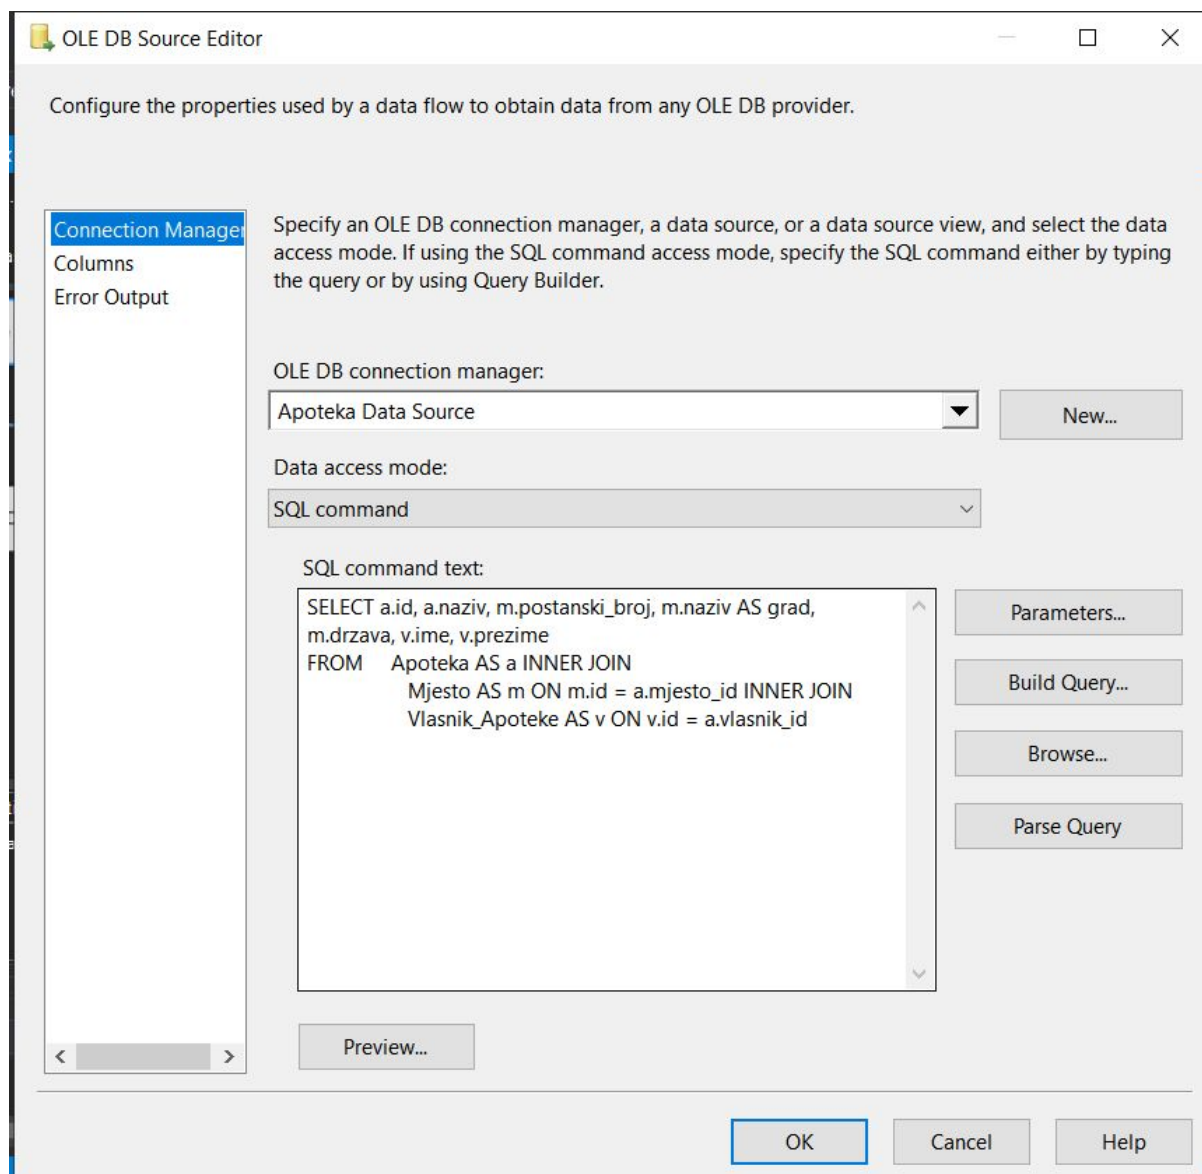 OLE DB Source Editor
Configure the properties used by a data flow to obtain data from any OLE DB provider.
Connection Manager
Columns
Error Output
Specify an OLE DB connection manager, a data source, or a data source view, and select the data
access mode. If using the SQL command access mode, specify the SQL command either by typing
the query or by using Query Builder.
OLE DB connection manager:
Apoteka Data Source
New...
Data access mode:
SQL command
SQL command text:
SELECT a.id, a.naziv, m.postanski_broj, m.naziv AS grad,
m.drzava, v.ime, v.prezime
FROM Apoteka AS a INNER JOIN
Mjesto AS m ON m.id = a.mjesto_id INNER JOIN
Vlasnik_Apoteke AS v ON v.id = a.vlasnik_id
Parameters...
Build Query...
Browse...
Parse Query
Preview...
OK
Cancel
Help